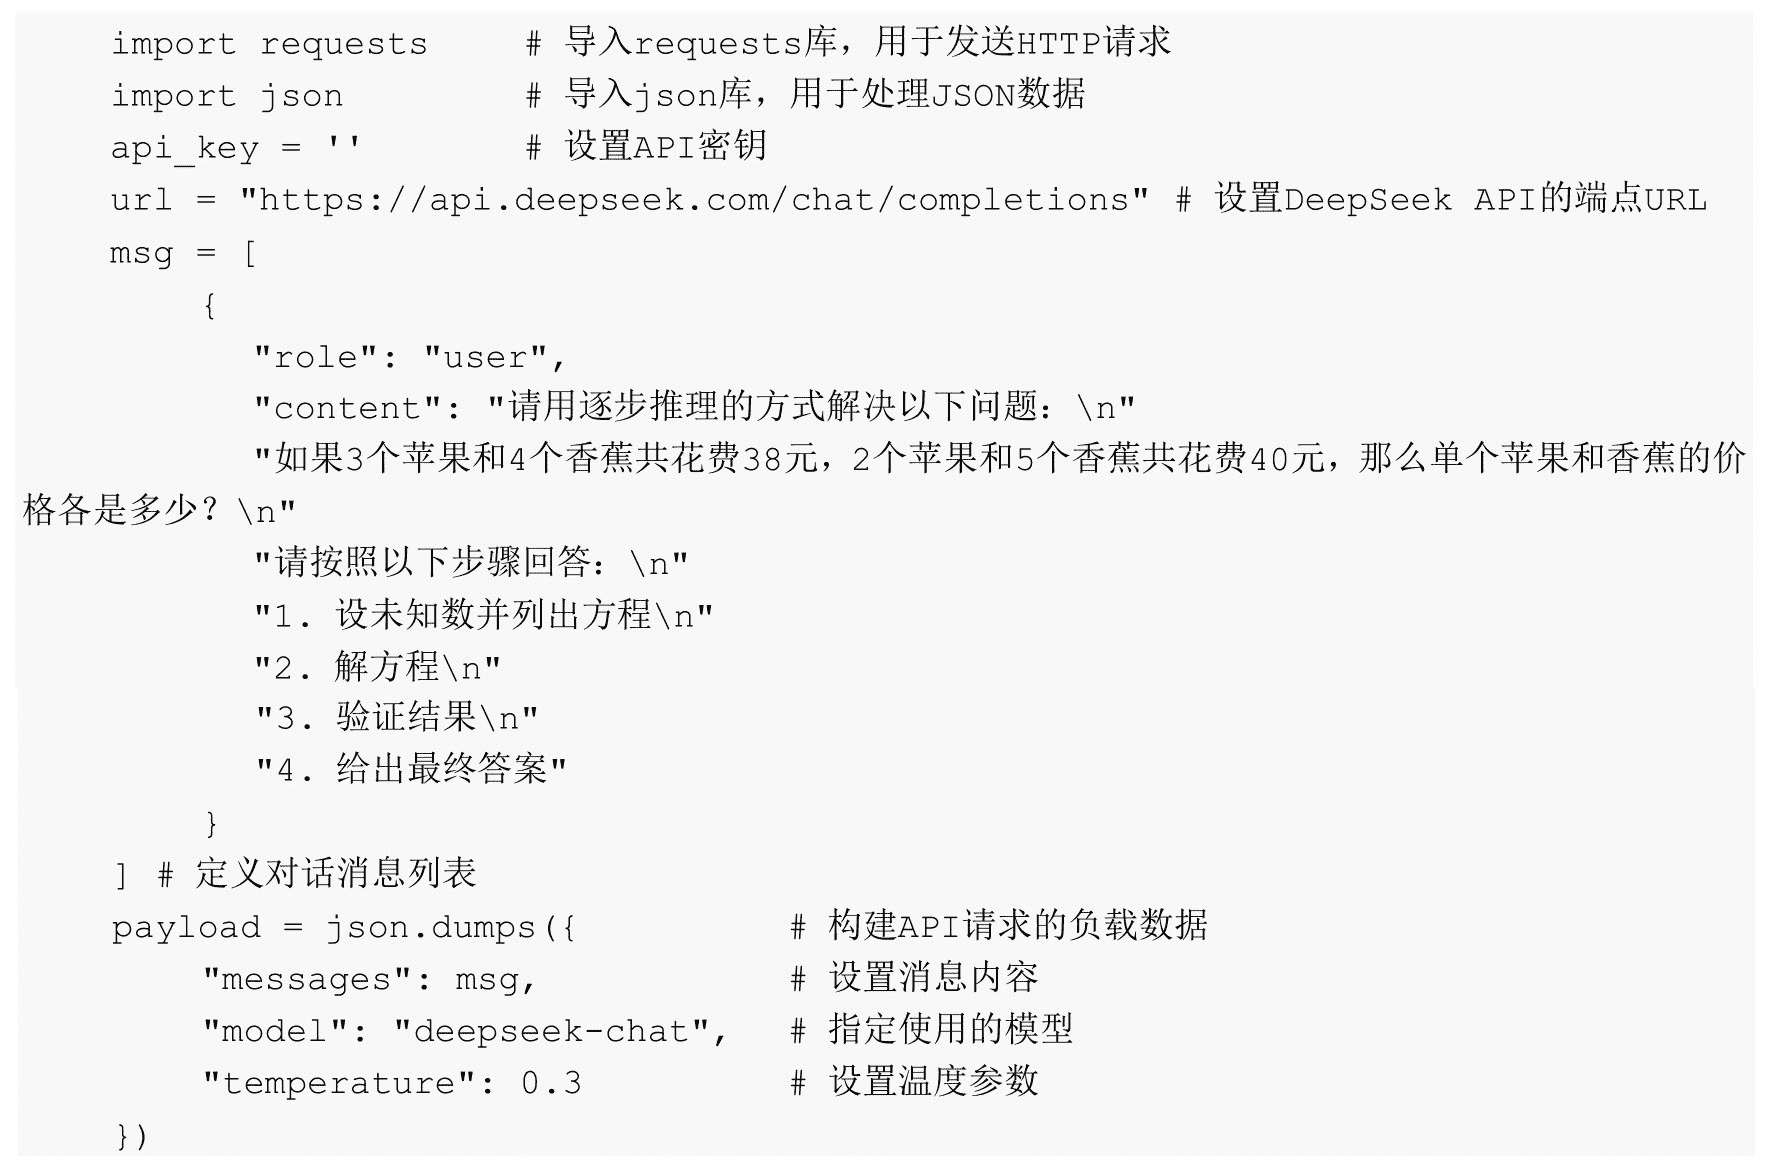 import requests     # 导入requests库，用于发送HTTP请求
import json         # 导入json库，用于处理JSON数据
api_key = ''        # 设置API密钥
url = "https://api.deepseek.com/chat/completions" # 设置DeepSeek API的端点URL
msg = [
    {
      "role": "user",
      "content": "请用逐步推理的方式解决以下问题：\n"
      "如果3个苹果和4个香蕉共花费38元，2个苹果和5个香蕉共花费40元，那么单个苹果和香蕉的价
格各是多少？\n"
      "请按照以下步骤回答：\n"
      "1. 设未知数并列出方程\n"
      "2. 解方程\n"
      "3. 验证结果\n"
      "4. 给出最终答案"
    }
] # 定义对话消息列表
payload = json.dumps({          # 构建API请求的负载数据
    "messages": msg,            # 设置消息内容
    "model": "deepseek-chat",   # 指定使用的模型
    "temperature": 0.3          # 设置温度参数
})